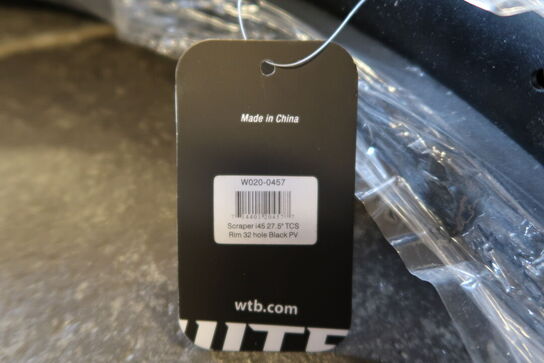 Made in China
W020-0457
Scraper i45 27.5" TCS
Rim 32 hole Black PV
wtb.com